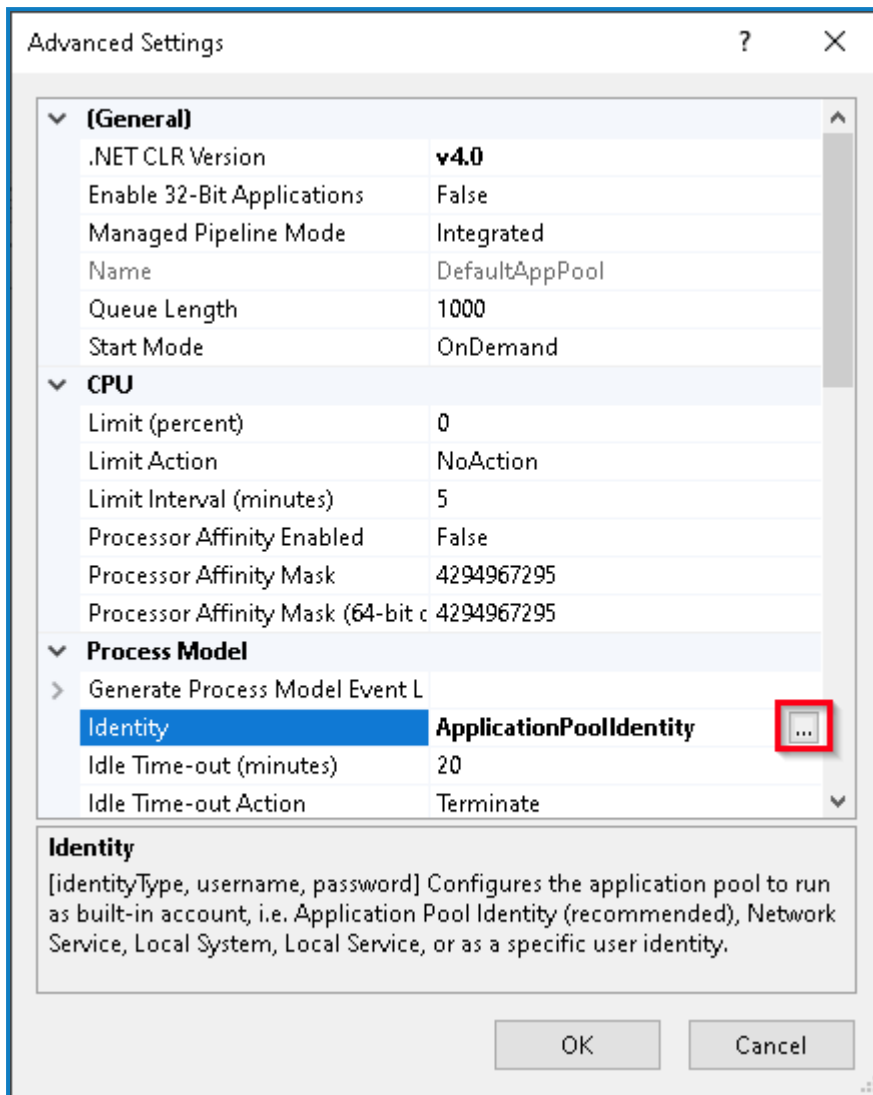 Advanced Settings ?
(General)
.NET CLR Version v4.0
Enable 32-Bit Applications False
Managed Pipeline Mode Integrated
Name DefaultAppPool
Queue Length 1000
Start Mode OnDemand
CPU
Limit (percent) 0
Limit Action NoAction
Limit Interval (minutes) 5
Processor Affinity Enabled False
Processor Affinity Mask 4294967295
Processor Affinity Mask (64-bit c 4294967295
Process Model
Generate Process Model Event L
Identity ApplicationPoolIdentity ...
Idle Time-out (minutes) 20
Idle Time-out Action Terminate
Identity
[identityType, username, password] Configures the application pool to run
as built-in account, i.e. Application Pool Identity (recommended), Network
Service, Local System, Local Service, or as a specific user identity.
OK Cancel